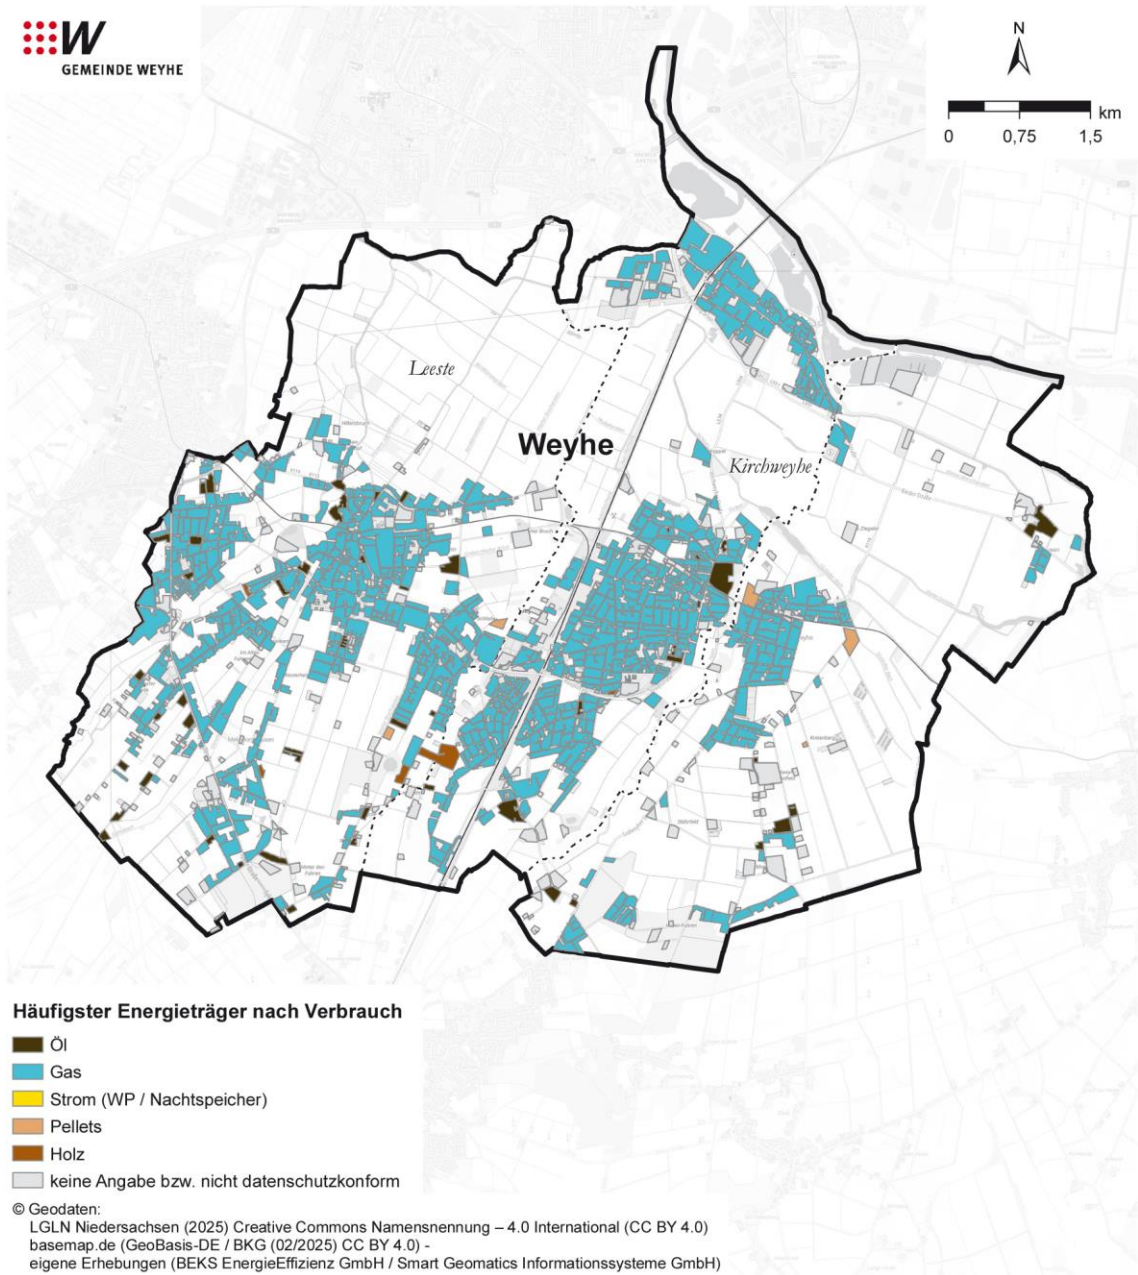 W
GEMEINDE WEYHE
N
km
0 0,75 1,5
Leeste
Weyhe
Kirchweyhe
Häufigster Energieträger nach Verbrauch
Öl
Gas
Strom (WP / Nachtspeicher)
Pellets
Holz
keine Angabe bzw. nicht datenschutzkonform
© Geodaten:
LGLN Niedersachsen (2025) Creative Commons Namensnennung – 4.0 International (CC BY 4.0)
basemap.de (GeoBasis-DE / BKG (02/2025) CC BY 4.0) -
eigene Erhebungen (BEKS EnergieEffizienz GmbH / Smart Geomatics Informationssysteme GmbH)